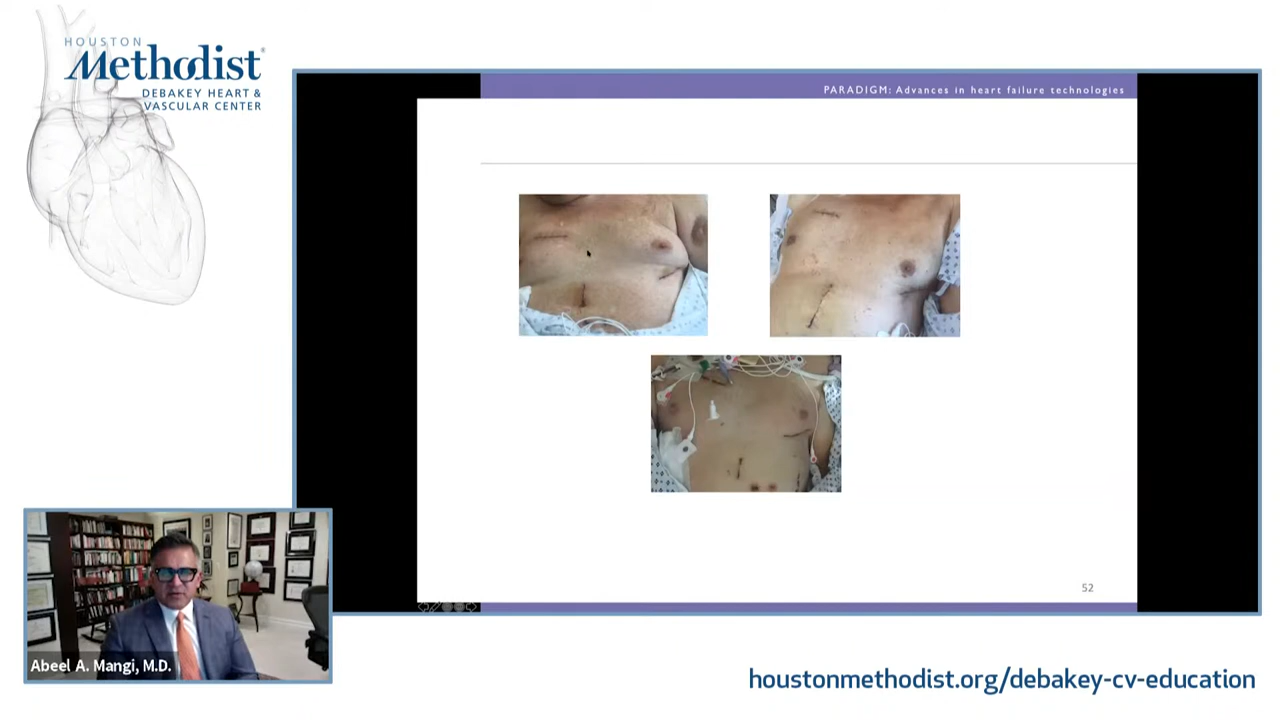 HOUSTON
Methodist
DEBAKEY HEART &
VASCULAR CENTER
PARADIGM: Advances in heart failure technologies
52
Abeel A. Mangi, M.D.
houstonmethodist.org/debakey-cv-education